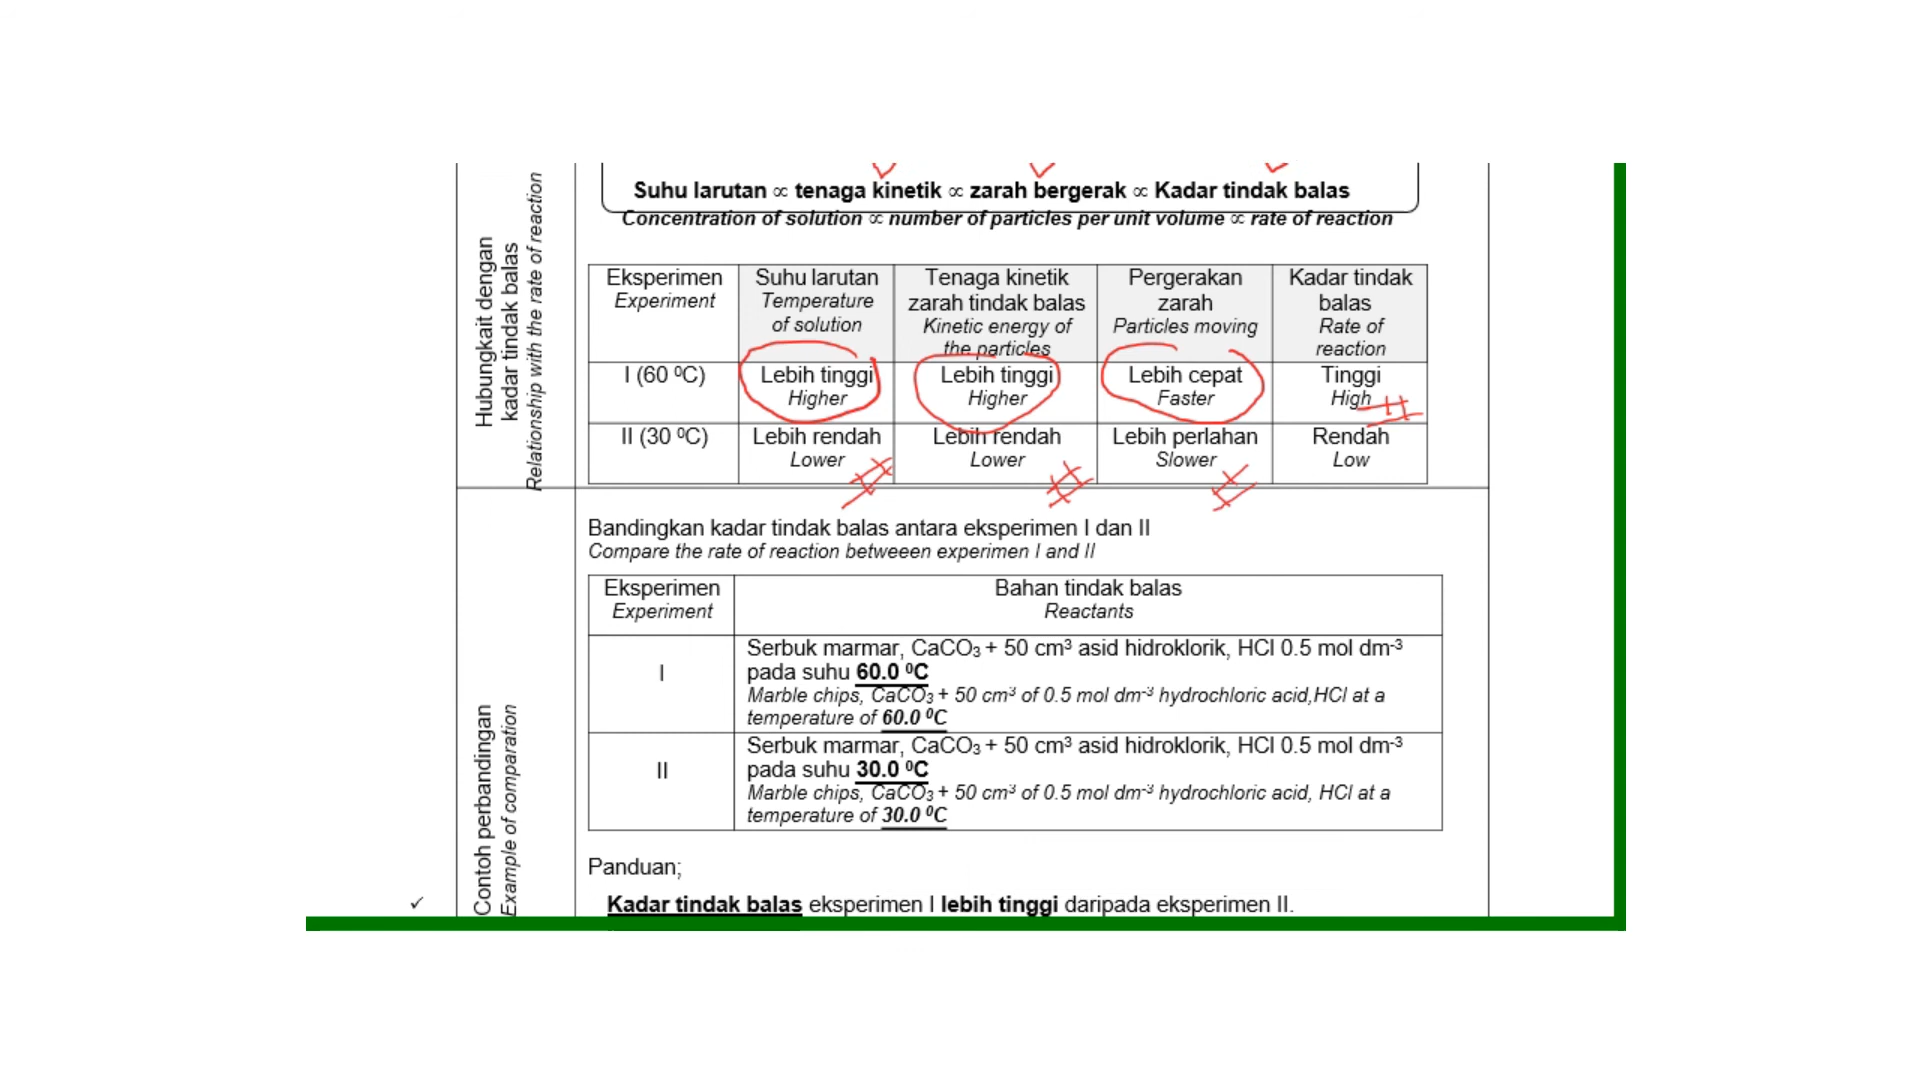 Hubungkait dengan
kadar tindak balas
Relationship with the rate of reaction
Suhu larutan ∝ tenaga kinetik ∝ zarah bergerak ∝ Kadar tindak balas
Concentration of solution ∝ number of particles per unit volume ∝ rate of reaction
Eksperimen
Experiment
Suhu larutan
Temperature
of solution
Tenaga kinetik
zarah tindak balas
Kinetic energy of
the particles
Pergerakan
zarah
Particles moving
Kadar tindak
balas
Rate of
reaction
I (60 ⁰C)
Lebih tinggi
Higher
Lebih tinggi
Higher
Lebih cepat
Faster
Tinggi
High
II (30 ⁰C)
Lebih rendah
Lower
Lebih rendah
Lower
Lebih perlahan
Slower
Rendah
Low
Contoh perbandingan
Example of comparison
Bandingkan kadar tindak balas antara eksperimen I dan II
Compare the rate of reaction betweeen experimen I and II
Eksperimen
Experiment
Bahan tindak balas
Reactants
I
Serbuk marmar, CaCO₃ + 50 cm³ asid hidroklorik, HCl 0.5 mol dm⁻³
pada suhu 60.0 ⁰C
Marble chips, CaCO₃ + 50 cm³ of 0.5 mol dm⁻³ hydrochloric acid,HCl at a
temperature of 60.0 ⁰C
II
Serbuk marmar, CaCO₃ + 50 cm³ asid hidroklorik, HCl 0.5 mol dm⁻³
pada suhu 30.0 ⁰C
Marble chips, CaCO₃ + 50 cm³ of 0.5 mol dm⁻³ hydrochloric acid, HCl at a
temperature of 30.0 ⁰C
Panduan;
Kadar tindak balas eksperimen I lebih tinggi daripada eksperimen II.